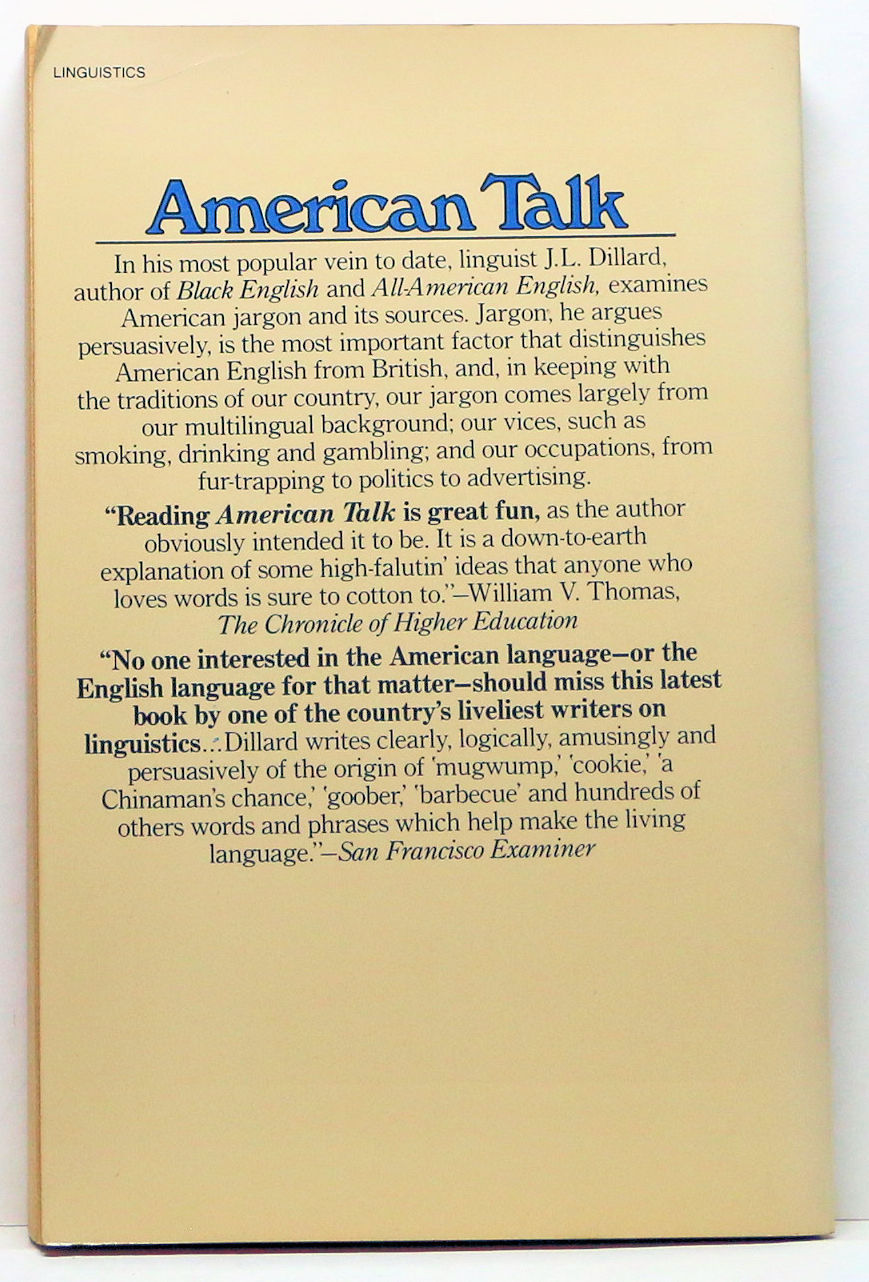 LINGUISTICS
American Talk
In his most popular vein to date, linguist J.L. Dillard,
author of Black English and All-American English, examines
American jargon and its sources. Jargon, he argues
persuasively, is the most important factor that distinguishes
American English from British, and, in keeping with
the traditions of our country, our jargon comes largely from
our multilingual background; our vices, such as
smoking, drinking and gambling; and our occupations, from
fur-trapping to politics to advertising.
“Reading American Talk is great fun, as the author
obviously intended it to be. It is a down-to-earth
explanation of some high-falutin’ ideas that anyone who
loves words is sure to cotton to.”—William V. Thomas,
The Chronicle of Higher Education
“No one interested in the American language—or the
English language for that matter—should miss this latest
book by one of the country’s liveliest writers on
linguistics...Dillard writes clearly, logically, amusingly and
persuasively of the origin of ‘mugwump,’ ‘cookie,’ ‘a
Chinaman’s chance,’ ‘goober,’ ‘barbecue’ and hundreds of
others words and phrases which help make the living
language.”—San Francisco Examiner